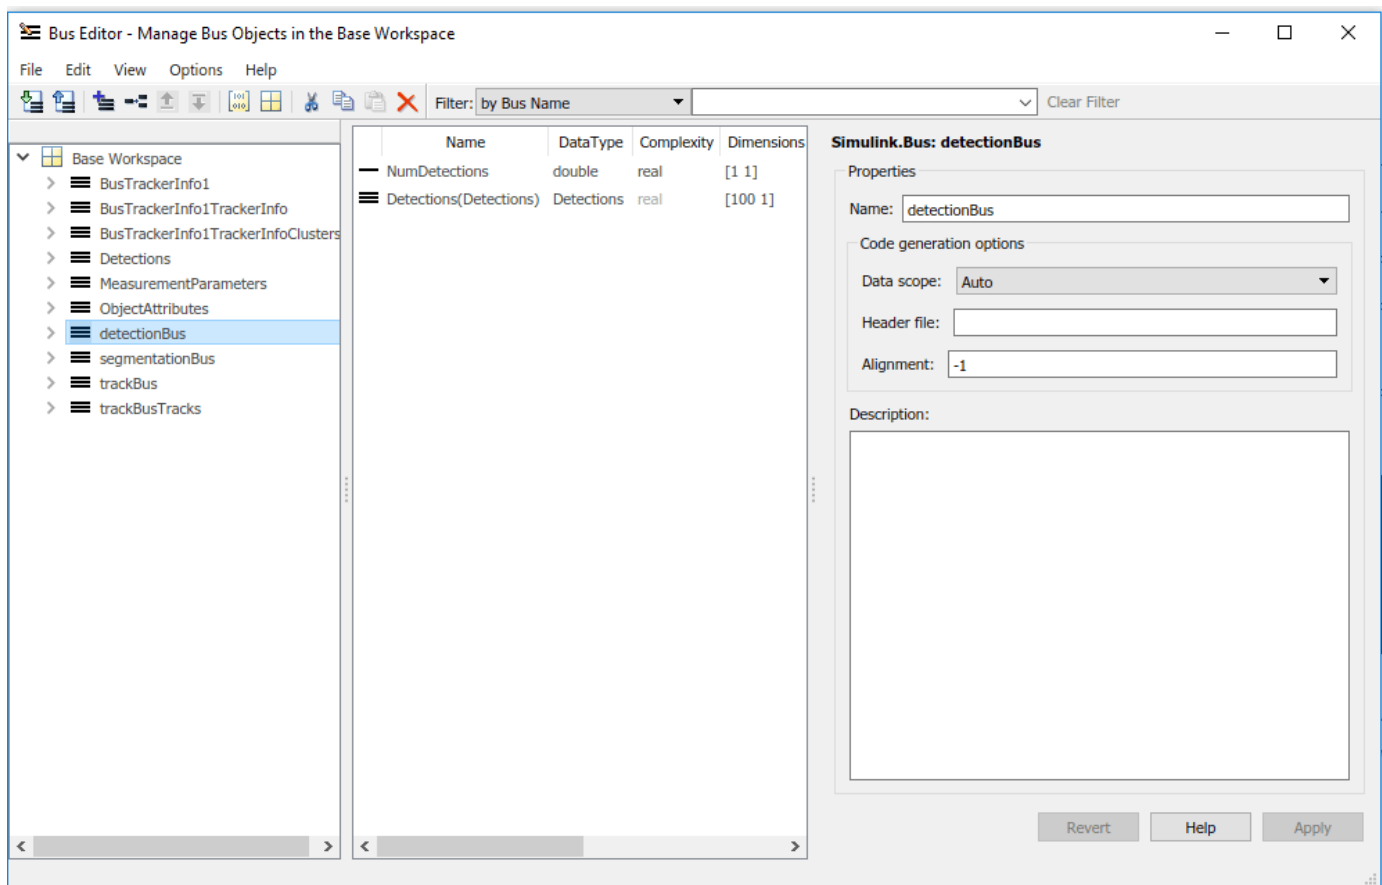 Bus Editor - Manage Bus Objects in the Base Workspace
File Edit View Options Help
Filter: by Bus Name Clear Filter
Base Workspace
BusTrackerInfo1
BusTrackerInfo1TrackerInfo
BusTrackerInfo1TrackerInfoClusters
Detections
MeasurementParameters
ObjectAttributes
detectionBus
segmentationBus
trackBus
trackBusTracks
Name DataType Complexity Dimensions
NumDetections double real [1 1]
Detections(Detections) Detections real [100 1]
Simulink.Bus: detectionBus
Properties
Name: detectionBus
Code generation options
Data scope: Auto
Header file:
Alignment: -1
Description:
Revert Help Apply